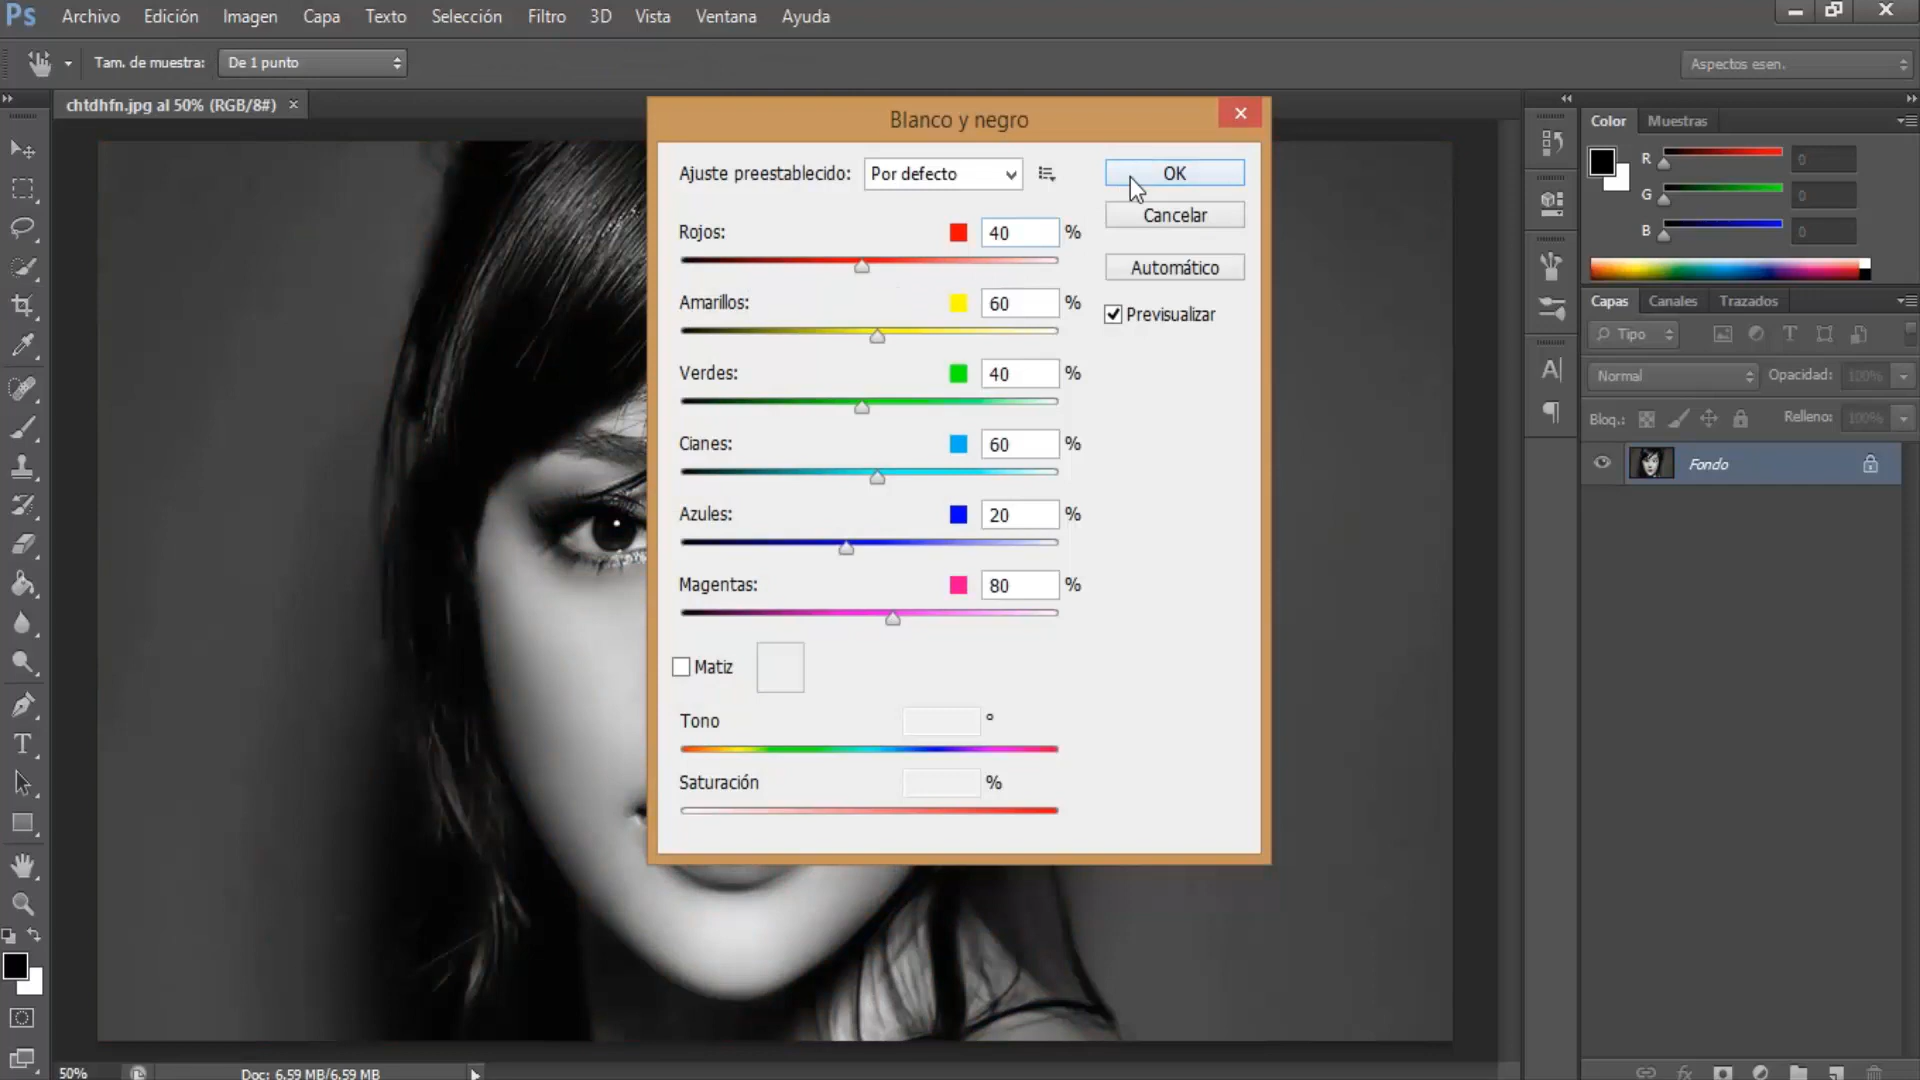 Ps Archivo Edición Imagen Capa Texto Selección Filtro 3D Vista Ventana Ayuda
Tam. de muestra: De 1 punto Aspectos esen.
chtdhfn.jpg al 50% (RGB/8#) ×
Blanco y negro
Ajuste preestablecido: Por defecto
OK
Cancelar
Automático
Previsualizar
Rojos: 40 %
Amarillos: 60 %
Verdes: 40 %
Cianes: 60 %
Azules: 20 %
Magentas: 80 %
Matiz
Tono °
Saturación %
Color Muestras
R 0
G 0
B 0
Capas Canales Trazados
Tipo
Normal Opacidad: 100%
Bloq.: Relleno: 100%
Fondo
50% Doc: 6.59 MB/6.59 MB